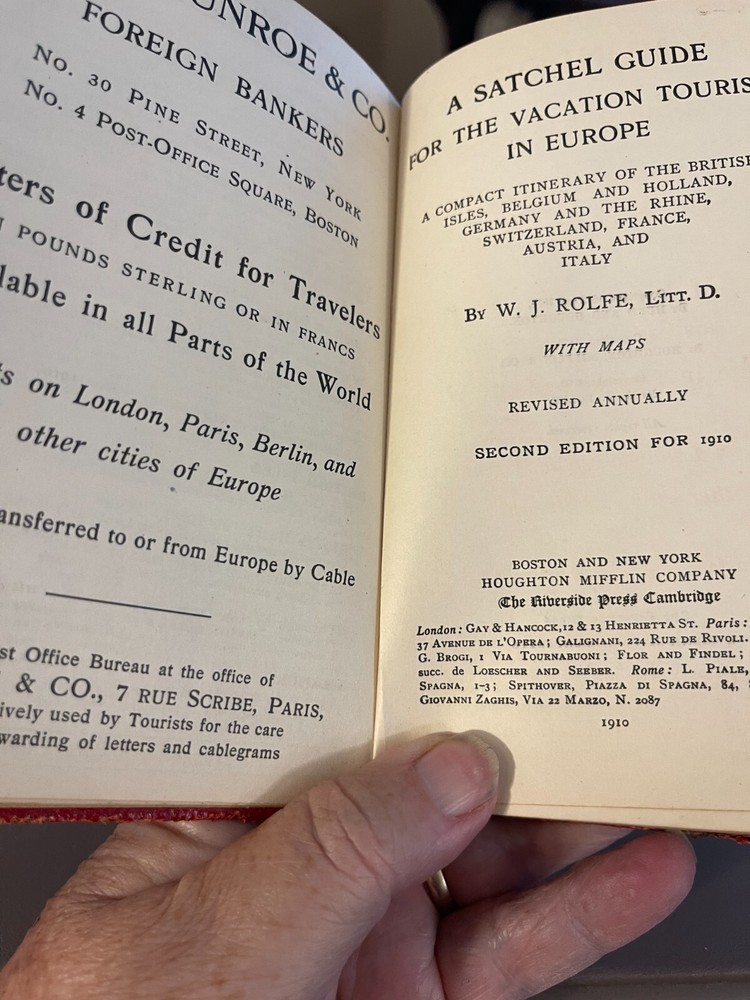 UNROE & CO.
FOREIGN BANKERS
No. 30 Pine Street, New York
No. 4 Post-Office Square, Boston
ters of Credit for Travelers
POUNDS STERLING OR IN FRANCS
lable in all Parts of the World
s on London, Paris, Berlin, and
other cities of Europe
ansferred to or from Europe by Cable
st Office Bureau at the office of
& CO., 7 RUE SCRIBE, PARIS,
ively used by Tourists for the care
warding of letters and cablegrams
A SATCHEL GUIDE
FOR THE VACATION TOURIS
IN EUROPE
A COMPACT ITINERARY OF THE BRITISH
ISLES, BELGIUM AND HOLLAND,
GERMANY AND THE RHINE,
SWITZERLAND, FRANCE,
AUSTRIA, AND
ITALY
By W. J. ROLFE, Litt. D.
WITH MAPS
REVISED ANNUALLY
SECOND EDITION FOR 1910
BOSTON AND NEW YORK
HOUGHTON MIFFLIN COMPANY
The Riverside Press Cambridge
London: Gay & Hancock, 12 & 13 Henrietta St. Paris:
37 Avenue de l'Opera; Galignani, 224 Rue de Rivoli.
G. Brogi, 1 Via Tornabuoni; Flor and Findel;
succ. de Loescher and Seeber. Rome: L. Piale,
Spagna, 1-3; Spithover, Piazza di Spagna, 84,
Giovanni Zaghis, Via 22 Marzo, N. 2087
1910